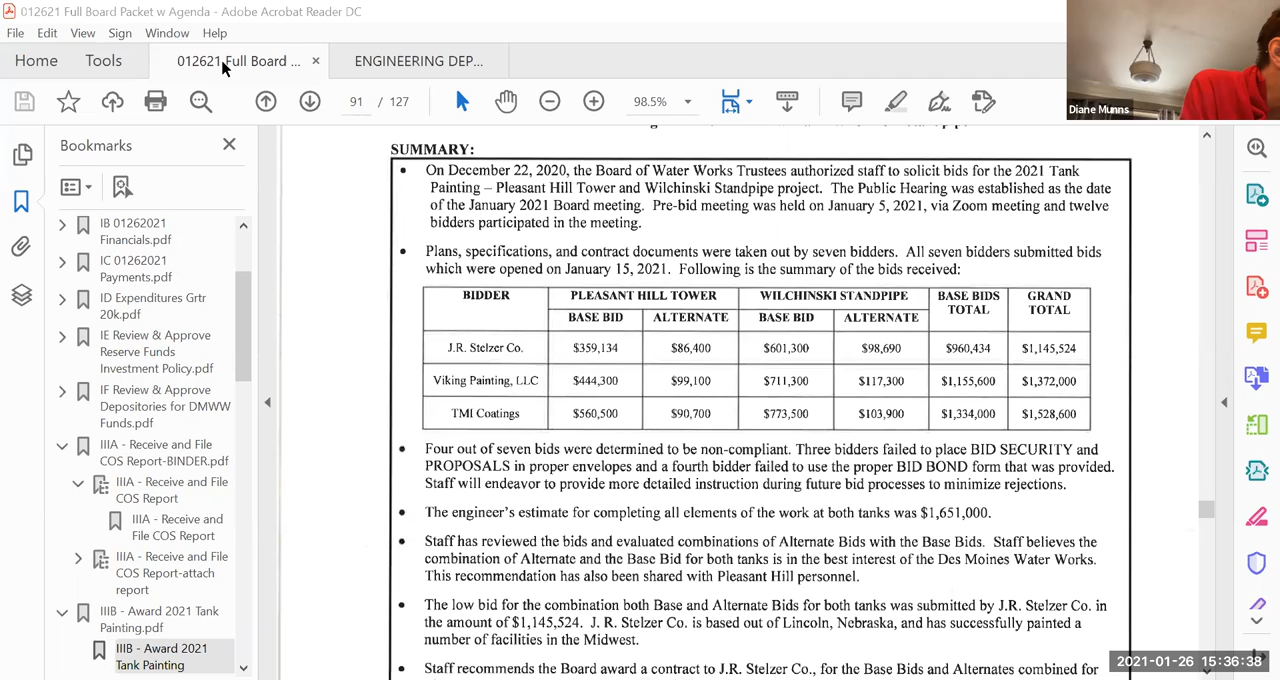 012621 Full Board Packet w Agenda - Adobe Acrobat Reader DC
File Edit View Sign Window Help
Home Tools 012621 Full Board ... × ENGINEERING DEP...
91 / 127 98.5%
Diane Munns
Bookmarks
IB 01262021
Financials.pdf
IC 01262021
Payments.pdf
ID Expenditures Grtr
20k.pdf
IE Review & Approve
Reserve Funds
Investment Policy.pdf
IF Review & Approve
Depositories for DMWW
Funds.pdf
IIIA - Receive and File
COS Report-BINDER.pdf
IIIA - Receive and File
COS Report
IIIA - Receive and
File COS Report
IIIA - Receive and File
COS Report-attach
report
IIIB - Award 2021 Tank
Painting.pdf
IIIB - Award 2021
Tank Painting
SUMMARY:
• On December 22, 2020, the Board of Water Works Trustees authorized staff to solicit bids for the 2021 Tank
Painting – Pleasant Hill Tower and Wilchinski Standpipe project. The Public Hearing was established as the date
of the January 2021 Board meeting. Pre-bid meeting was held on January 5, 2021, via Zoom meeting and twelve
bidders participated in the meeting.
• Plans, specifications, and contract documents were taken out by seven bidders. All seven bidders submitted bids
which were opened on January 15, 2021. Following is the summary of the bids received:
BIDDER PLEASANT HILL TOWER WILCHINSKI STANDPIPE BASE BIDS TOTAL GRAND TOTAL
BASE BID ALTERNATE BASE BID ALTERNATE
J.R. Stelzer Co. $359,134 $86,400 $601,300 $98,690 $960,434 $1,145,524
Viking Painting, LLC $444,300 $99,100 $711,300 $117,300 $1,155,600 $1,372,000
TMI Coatings $560,500 $90,700 $773,500 $103,900 $1,334,000 $1,528,600
• Four out of seven bids were determined to be non-compliant. Three bidders failed to place BID SECURITY and
PROPOSALS in proper envelopes and a fourth bidder failed to use the proper BID BOND form that was provided.
Staff will endeavor to provide more detailed instruction during future bid processes to minimize rejections.
• The engineer's estimate for completing all elements of the work at both tanks was $1,651,000.
• Staff has reviewed the bids and evaluated combinations of Alternate Bids with the Base Bids. Staff believes the
combination of Alternate and the Base Bid for both tanks is in the best interest of the Des Moines Water Works.
This recommendation has also been shared with Pleasant Hill personnel.
• The low bid for the combination both Base and Alternate Bids for both tanks was submitted by J.R. Stelzer Co. in
the amount of $1,145,524. J. R. Stelzer Co. is based out of Lincoln, Nebraska, and has successfully painted a
number of facilities in the Midwest.
• Staff recommends the Board award a contract to J.R. Stelzer Co., for the Base Bids and Alternates combined for
2021-01-26 15:36:38